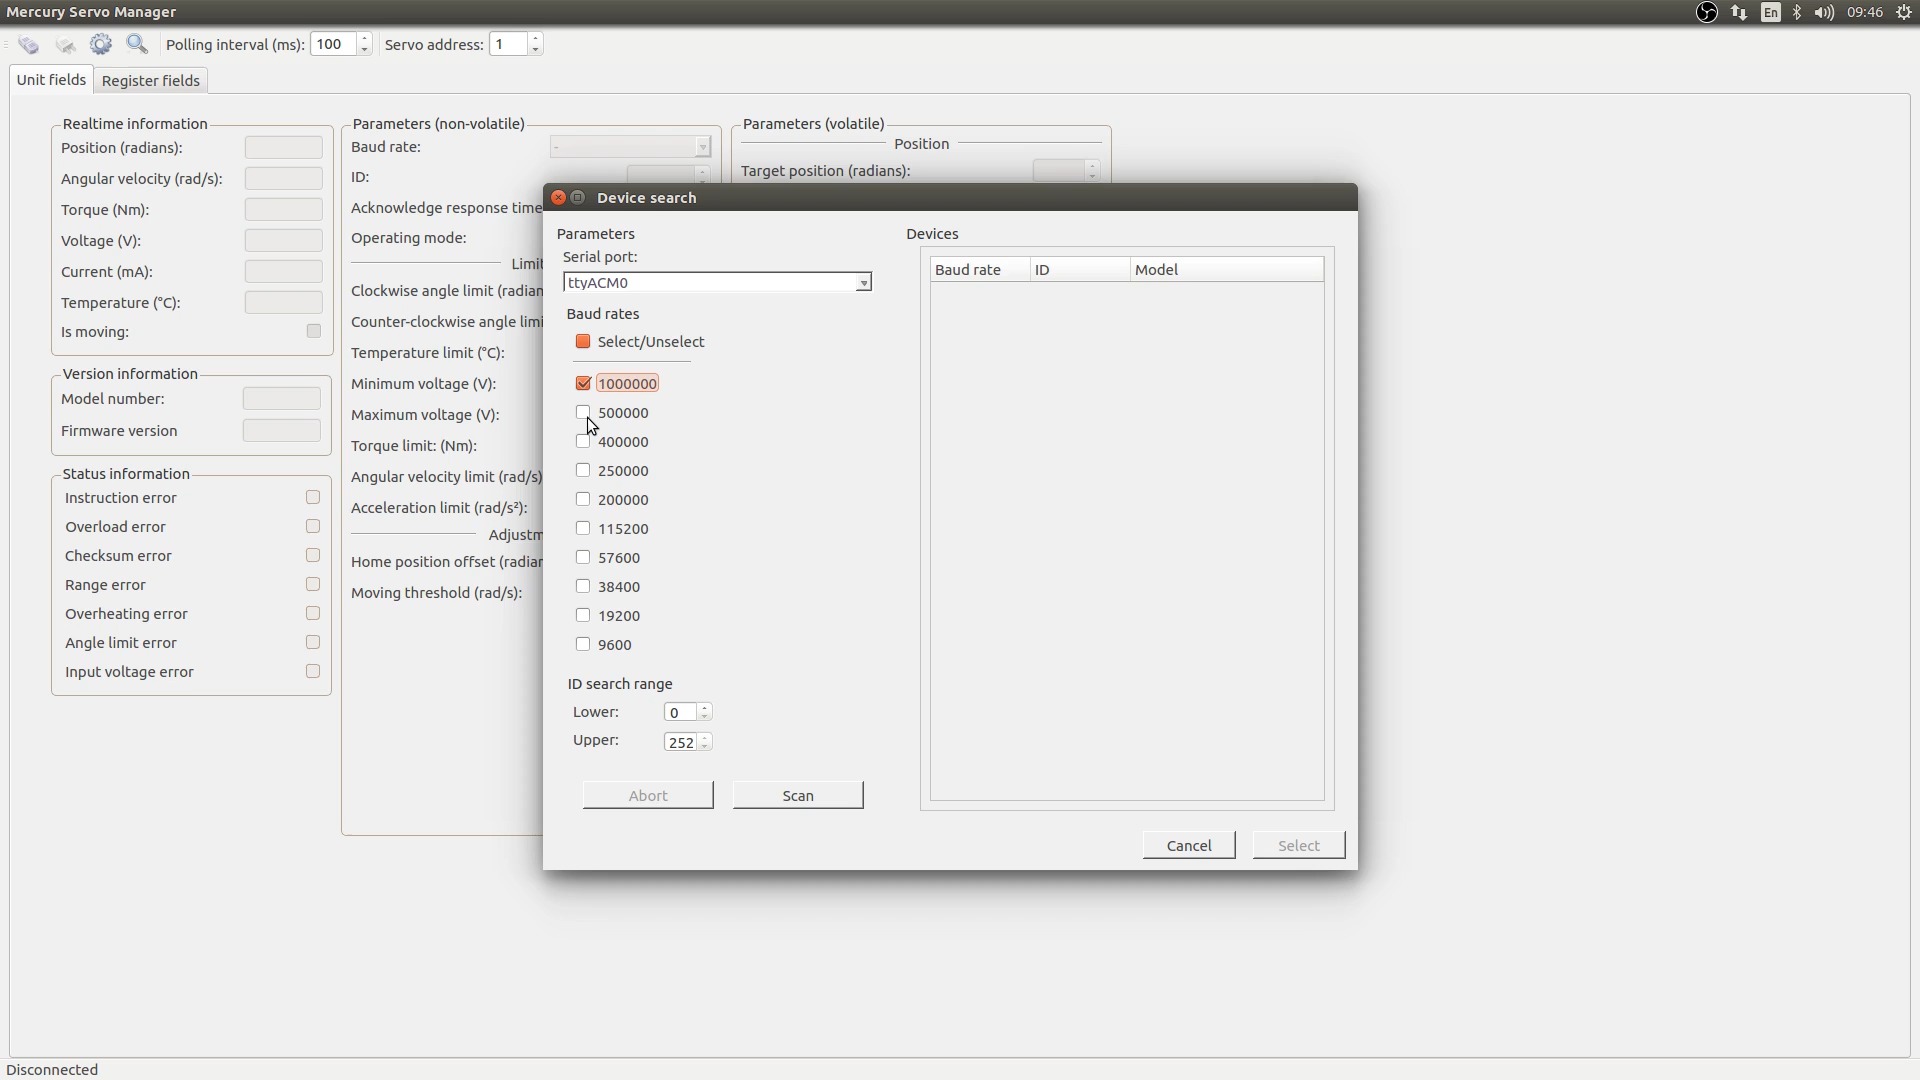 Mercury Servo Manager
En
09:46
Polling interval (ms): 100
Servo address: 1
Unit fields
Register fields
Realtime information
Position (radians):
Angular velocity (rad/s):
Torque (Nm):
Voltage (V):
Current (mA):
Temperature (°C):
Is moving:
Version information
Model number:
Firmware version
Status information
Instruction error
Overload error
Checksum error
Range error
Overheating error
Angle limit error
Input voltage error
Parameters (non-volatile)
Baud rate: -
ID:
Acknowledge response time
Operating mode:
Limit
Clockwise angle limit (radian
Counter-clockwise angle limi
Temperature limit (°C):
Minimum voltage (V):
Maximum voltage (V):
Torque limit: (Nm):
Angular velocity limit (rad/s)
Acceleration limit (rad/s²):
Adjustm
Home position offset (radian
Moving threshold (rad/s):
Parameters (volatile)
Position
Target position (radians):
Device search
Parameters
Serial port:
ttyACM0
Baud rates
Select/Unselect
1000000
500000
400000
250000
200000
115200
57600
38400
19200
9600
ID search range
Lower: 0
Upper: 252
Abort
Scan
Devices
Baud rate ID Model
Cancel
Select
Disconnected